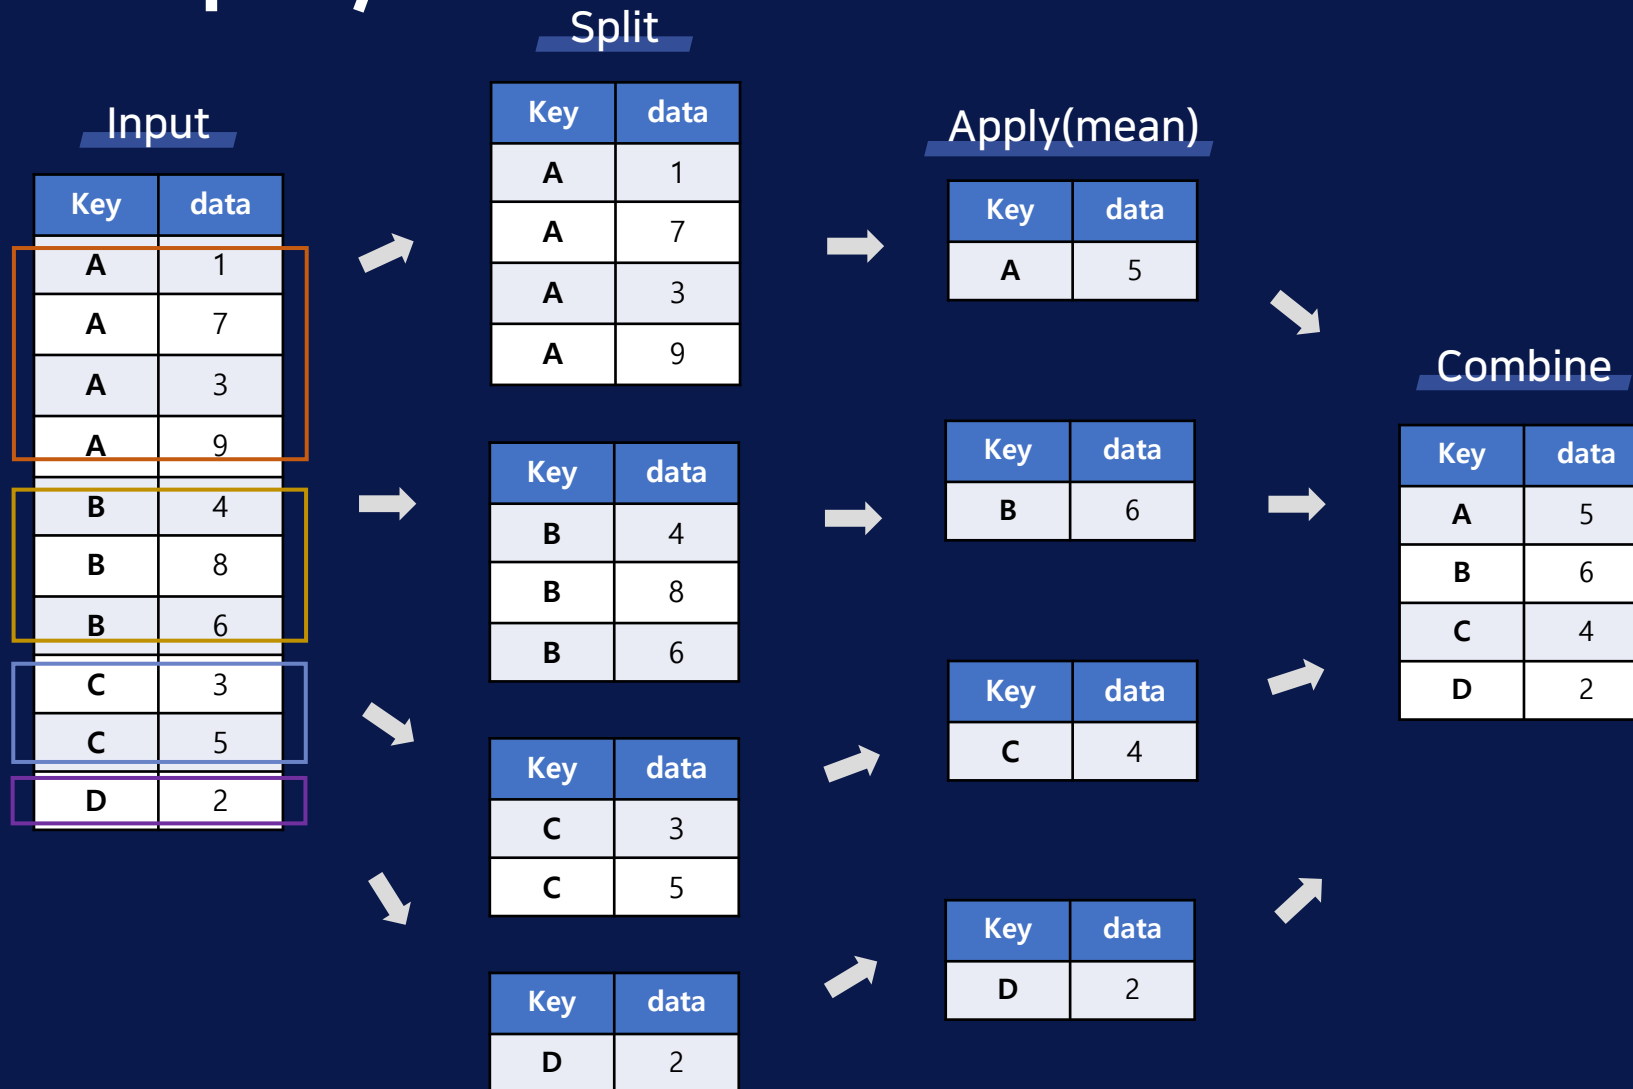 Input
Key data
A 1
A 7
A 3
A 9
B 4
B 8
B 6
C 3
C 5
D 2
Split
Key data
A 1
A 7
A 3
A 9
Key data
B 4
B 8
B 6
Key data
C 3
C 5
Key data
D 2
Apply(mean)
Key data
A 5
Key data
B 6
Key data
C 4
Key data
D 2
Combine
Key data
A 5
B 6
C 4
D 2